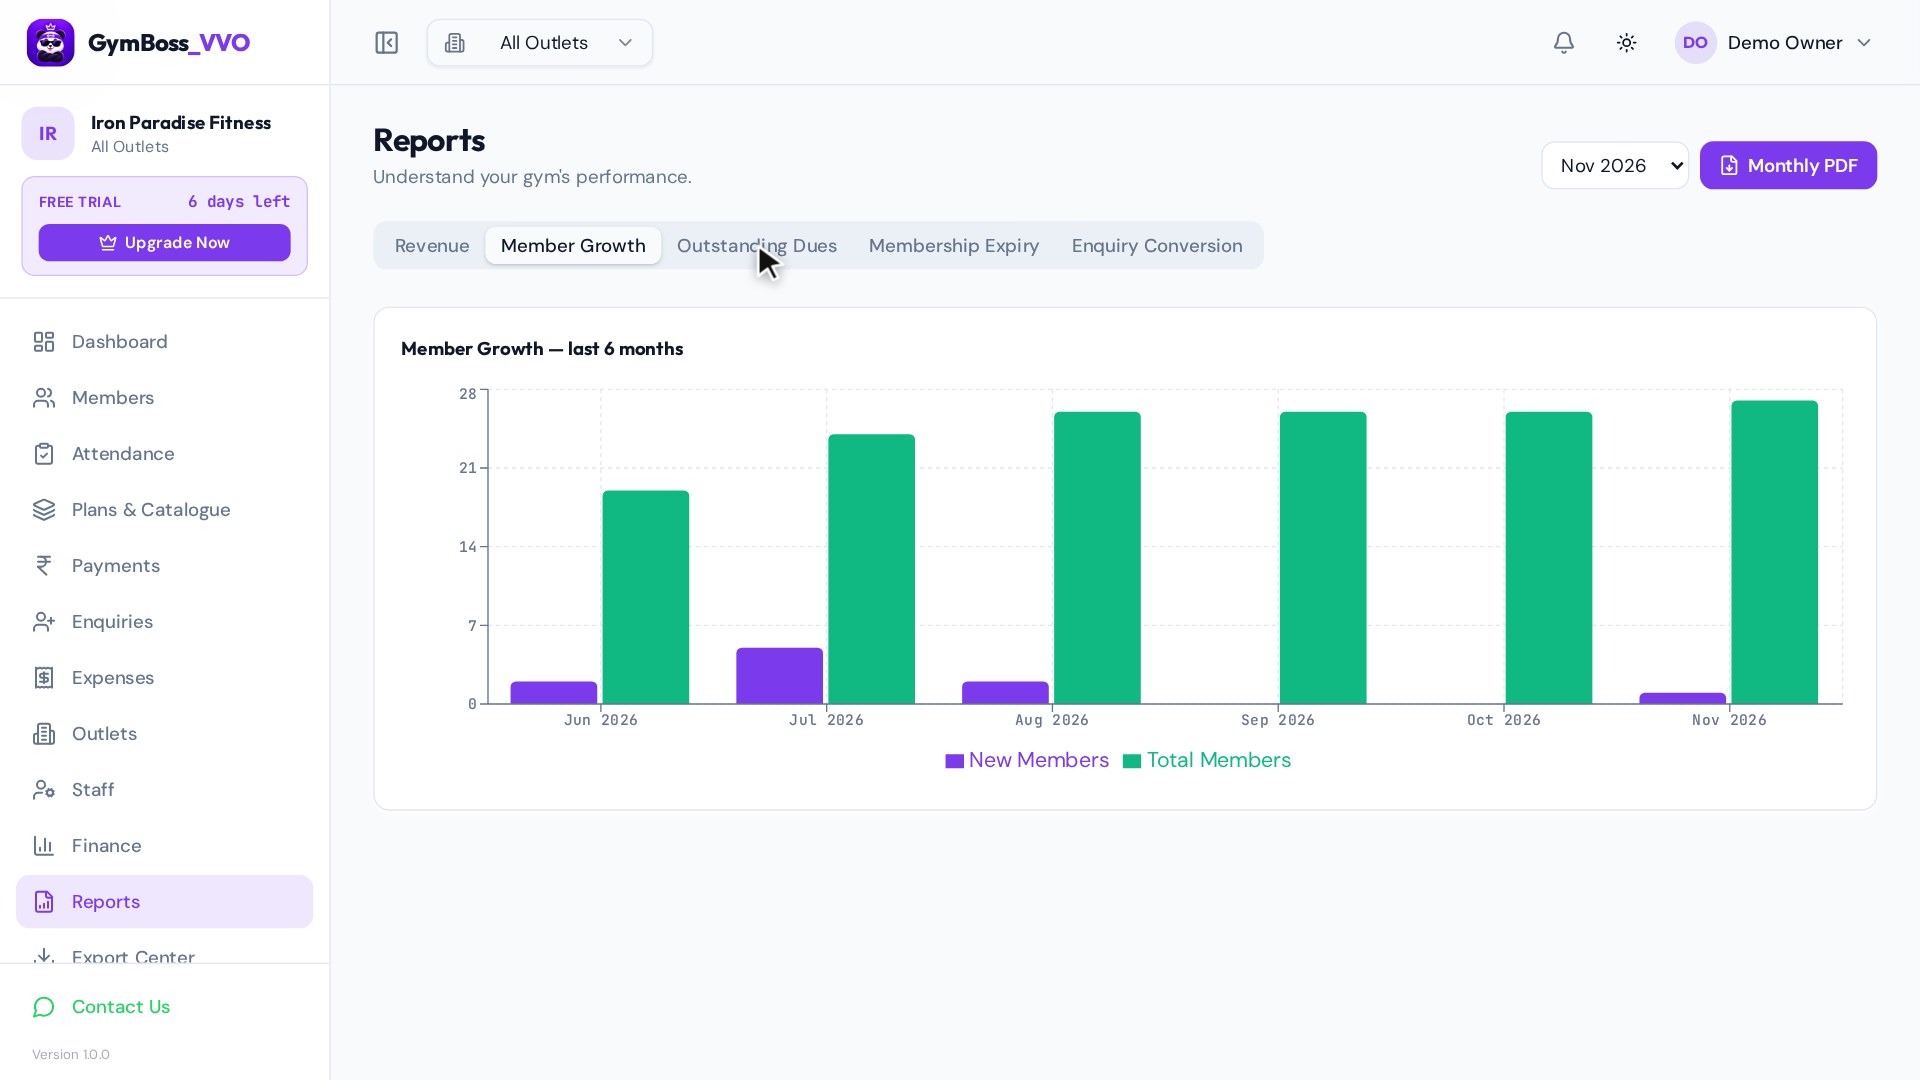 GymBoss_VVO
All Outlets
DO
Demo Owner
IR
Iron Paradise Fitness
All Outlets
FREE TRIAL
6 days left
Upgrade Now
Dashboard
Members
Attendance
Plans & Catalogue
Payments
Enquiries
Expenses
Outlets
Staff
Finance
Reports
Export Center
Contact Us
Version 1.0.0
Reports
Understand your gym's performance.
Nov 2026
Monthly PDF
Revenue
Member Growth
Outstanding Dues
Membership Expiry
Enquiry Conversion
Member Growth — last 6 months
28
21
14
7
0
Jun 2026
Jul 2026
Aug 2026
Sep 2026
Oct 2026
Nov 2026
New Members
Total Members